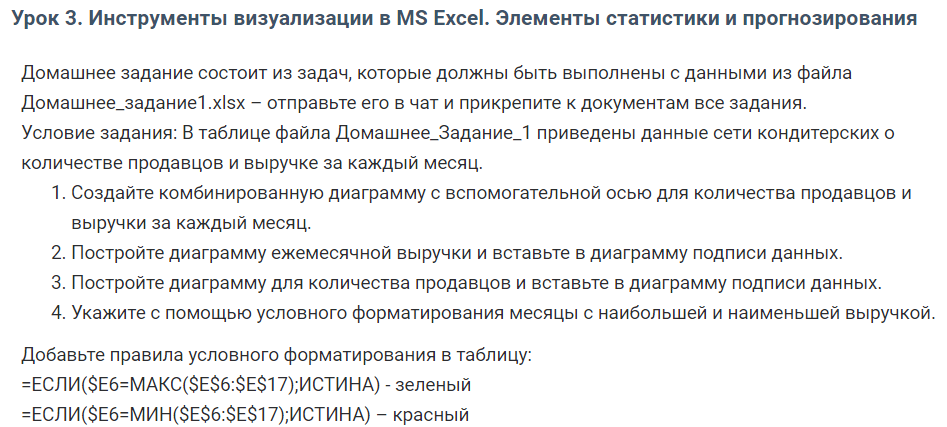 Урок 3. Инструменты визуализации в MS Excel. Элементы статистики и прогнозирования
Домашнее задание состоит из задач, которые должны быть выполнены с данными из файла
Домашнее_задание1.xlsx – отправьте его в чат и прикрепите к документам все задания.
Условие задания: В таблице файла Домашнее_Задание_1 приведены данные сети кондитерских о
количестве продавцов и выручке за каждый месяц.
1. Создайте комбинированную диаграмму с вспомогательной осью для количества продавцов и
выручки за каждый месяц.
2. Постройте диаграмму ежемесячной выручки и вставьте в диаграмму подписи данных.
3. Постройте диаграмму для количества продавцов и вставьте в диаграмму подписи данных.
4. Укажите с помощью условного форматирования месяцы с наибольшей и наименьшей выручкой.
Добавьте правила условного форматирования в таблицу:
=ЕСЛИ($E6=МАКС($E$6:$E$17);ИСТИНА) - зеленый
=ЕСЛИ($E6=МИН($E$6:$E$17);ИСТИНА) – красный